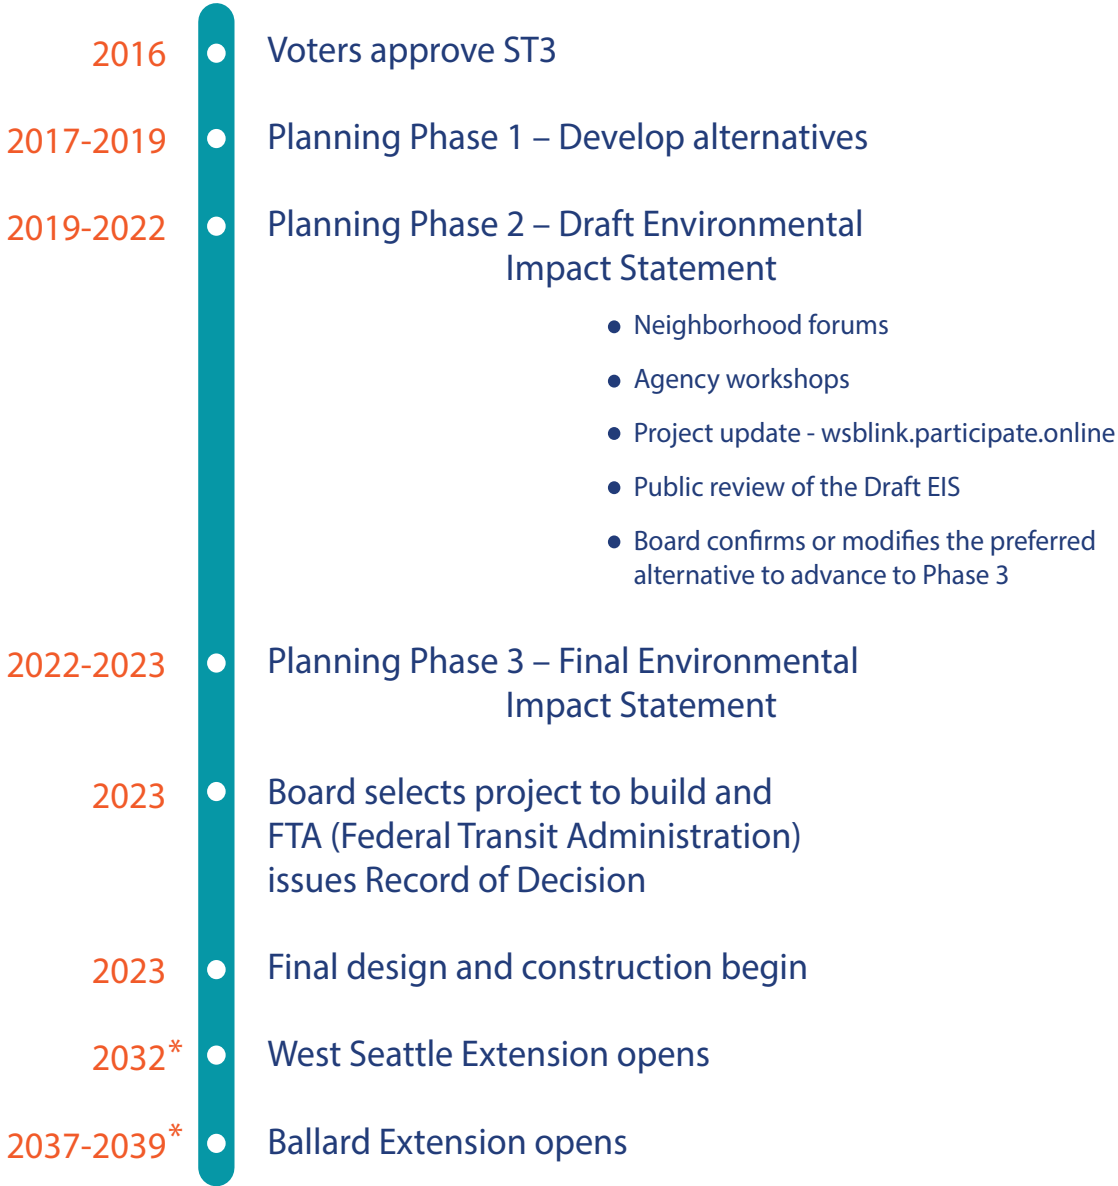 2016 Voters approve ST3
2017-2019 Planning Phase 1 – Develop alternatives
2019-2022 Planning Phase 2 – Draft Environmental
Impact Statement
• Neighborhood forums
• Agency workshops
• Project update - wsblink.participate.online
• Public review of the Draft EIS
• Board confirms or modifies the preferred
alternative to advance to Phase 3
2022-2023 Planning Phase 3 – Final Environmental
Impact Statement
2023 Board selects project to build and
FTA (Federal Transit Administration)
issues Record of Decision
2023 Final design and construction begin
2032* West Seattle Extension opens
2037-2039* Ballard Extension opens